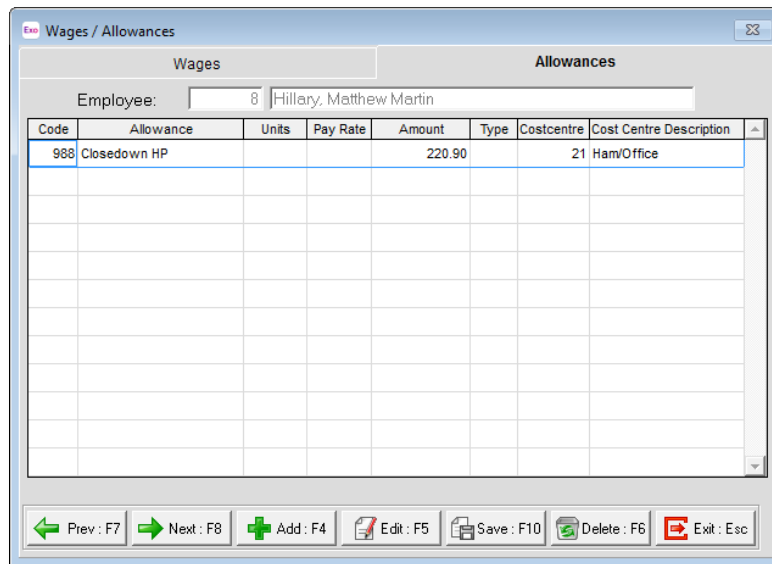 Exo Wages / Allowances
Wages Allowances
Employee: 8 Hillary, Matthew Martin
Code Allowance Units Pay Rate Amount Type Costcentre Cost Centre Description
988 Closedown HP 220.90 21 Ham/Office
Prev : F7 Next : F8 Add : F4 Edit : F5 Save : F10 Delete : F6 Exit : Esc